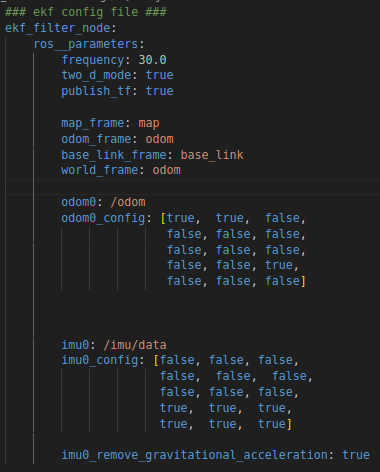 ### ekf config file ###
ekf_filter_node:
    ros__parameters:
        frequency: 30.0
        two_d_mode: true
        publish_tf: true

        map_frame: map
        odom_frame: odom
        base_link_frame: base_link
        world_frame: odom

        odom0: /odom
        odom0_config: [true,  true,  false,
                       false, false, false,
                       false, false, false,
                       false, false, true,
                       false, false, false]

        imu0: /imu/data
        imu0_config: [false, false, false,
                      false,  false,  false,
                      false, false, false,
                      true,  true,  true,
                      true,  true,  true]

        imu0_remove_gravitational_acceleration: true